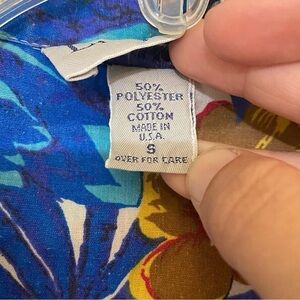 50%
POLYESTER
50%
COTTON
MADE IN
U.S.A.
S
OVER FOR CARE